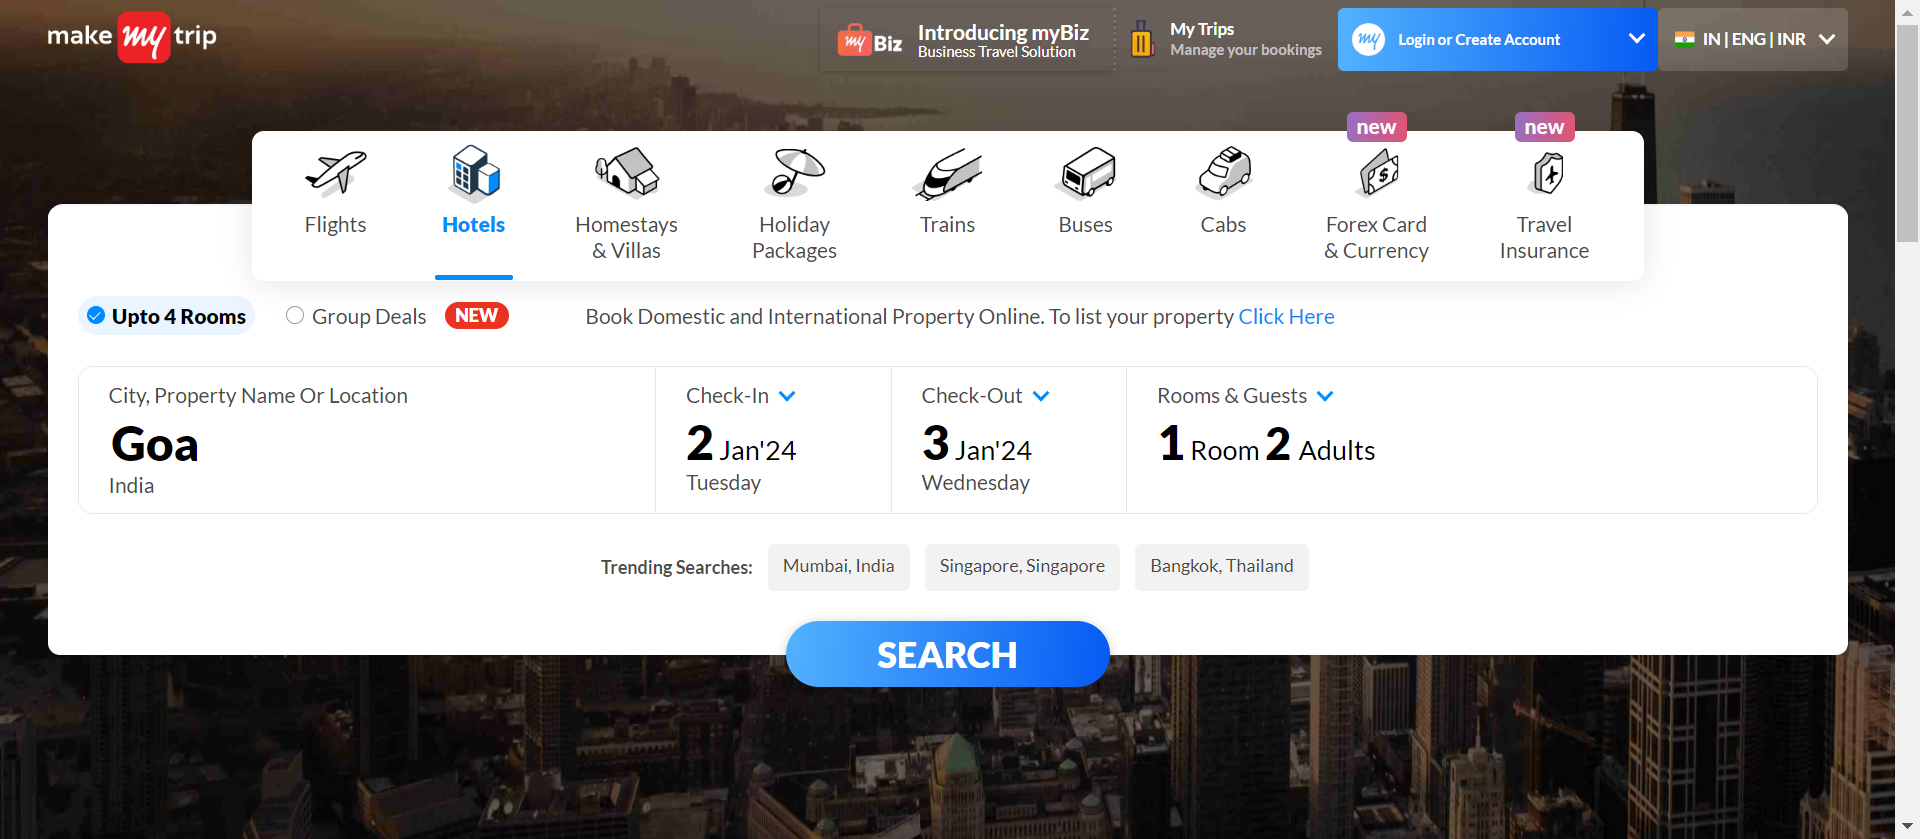 make my trip
my Biz
Introducing myBiz
Business Travel Solution
My Trips
Manage your bookings
my
Login or Create Account
IN | ENG | INR
new
new
Flights
Hotels
Homestays
& Villas
Holiday
Packages
Trains
Buses
Cabs
Forex Card
& Currency
Travel
Insurance
Upto 4 Rooms
Group Deals
NEW
Book Domestic and International Property Online. To list your property Click Here
City, Property Name Or Location
Goa
India
Check-In
2 Jan'24
Tuesday
Check-Out
3 Jan'24
Wednesday
Rooms & Guests
1 Room 2 Adults
Trending Searches:
Mumbai, India
Singapore, Singapore
Bangkok, Thailand
SEARCH